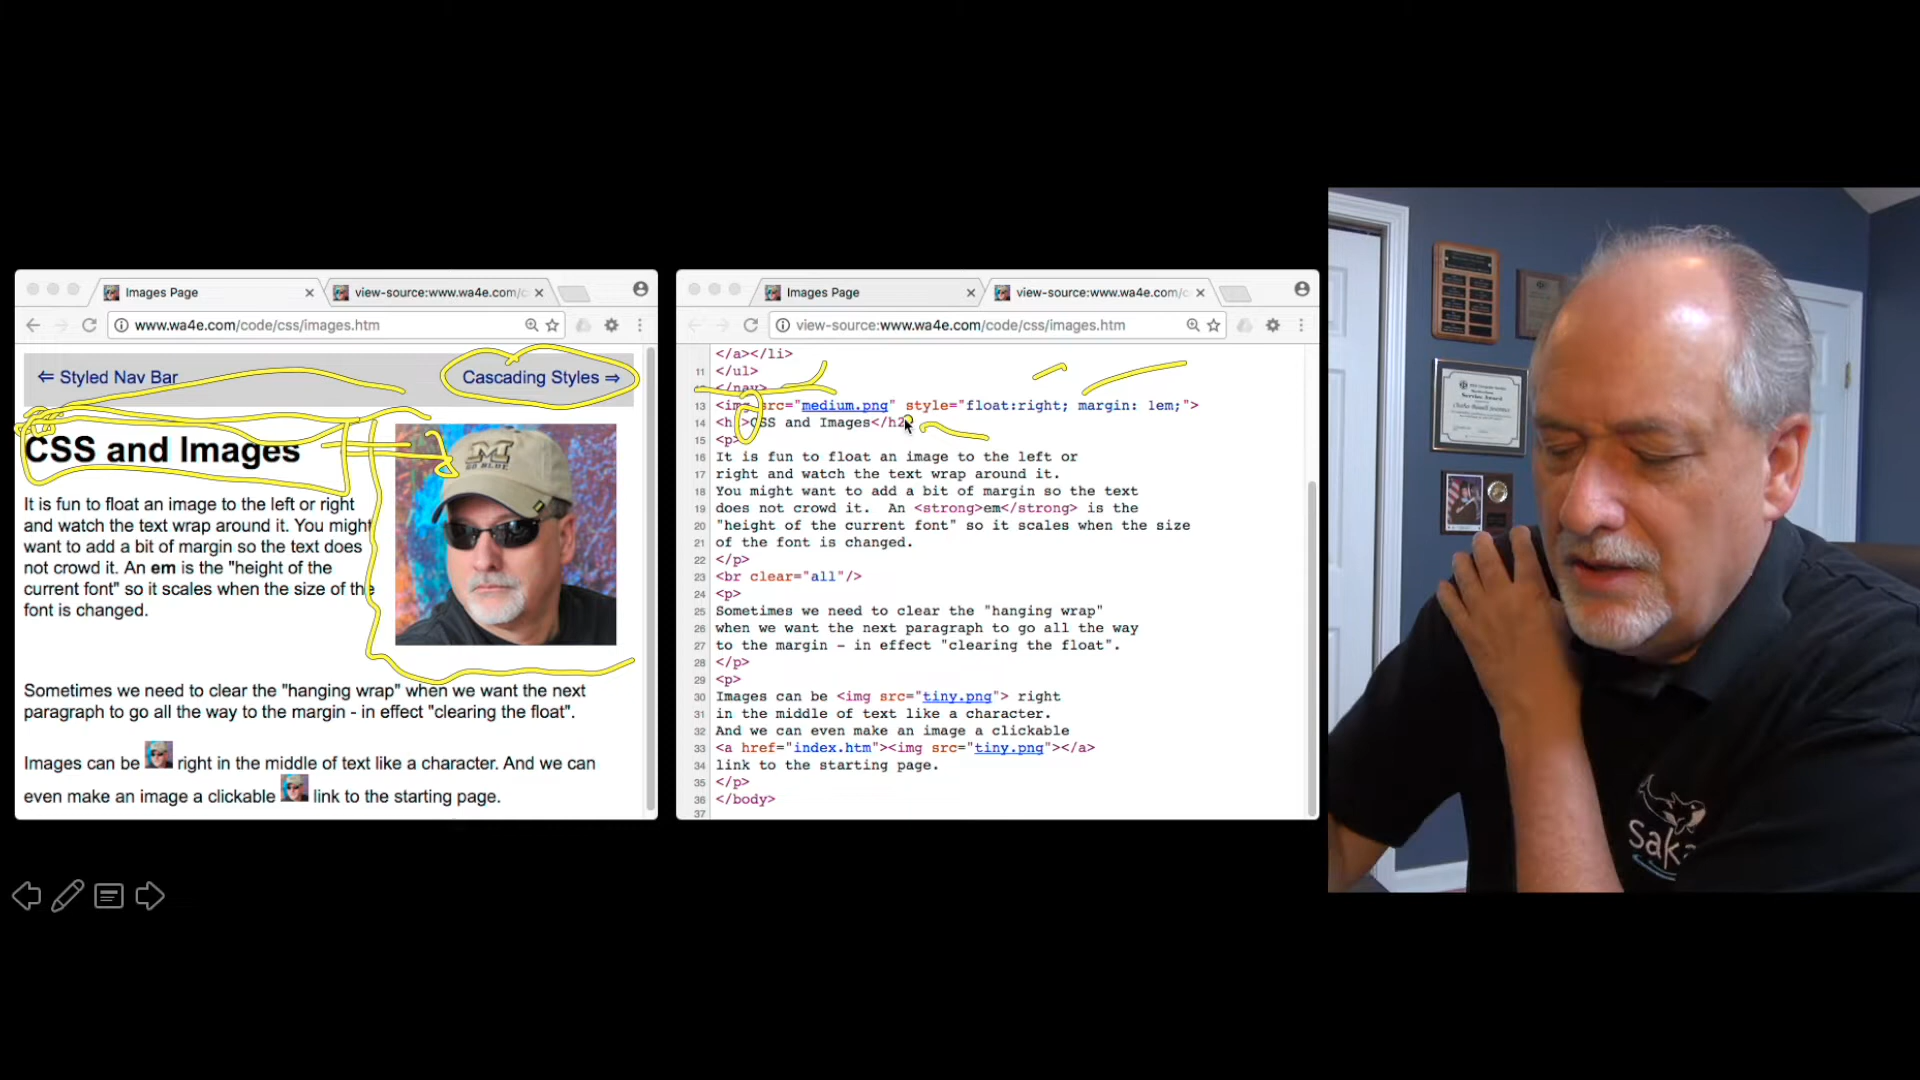 Images Page
view-source:www.wa4e.com/c
www.wa4e.com/code/css/images.htm
⇐ Styled Nav Bar
Cascading Styles ⇒
CSS and Images
It is fun to float an image to the left or right
and watch the text wrap around it. You might
want to add a bit of margin so the text does
not crowd it. An em is the "height of the
current font" so it scales when the size of the
font is changed.
M
GO BLUE
Sometimes we need to clear the "hanging wrap" when we want the next
paragraph to go all the way to the margin - in effect "clearing the float".
Images can be right in the middle of text like a character. And we can
even make an image a clickable link to the starting page.
Images Page
view-source:www.wa4e.com/c
view-source:www.wa4e.com/code/css/images.htm
</a></li>
11 </ul>
</nav>
13 <img src="medium.png" style="float:right; margin: 1em;">
14 CSS and Images</h2
15 <p>
16 It is fun to float an image to the left or
17 right and watch the text wrap around it.
18 You might want to add a bit of margin so the text
19 does not crowd it.  An <strong>em</strong> is the
20 "height of the current font" so it scales when the size
21 of the font is changed.
22 </p>
23 <br clear="all"/>
24 <p>
25 Sometimes we need to clear the "hanging wrap"
26 when we want the next paragraph to go all the way
27 to the margin - in effect "clearing the float".
28 </p>
29 <p>
30 Images can be <img src="tiny.png"> right
31 in the middle of text like a character.
32 And we can even make an image a clickable
33 <a href="index.htm"><img src="tiny.png"></a>
34 link to the starting page.
35 </p>
36 </body>
37